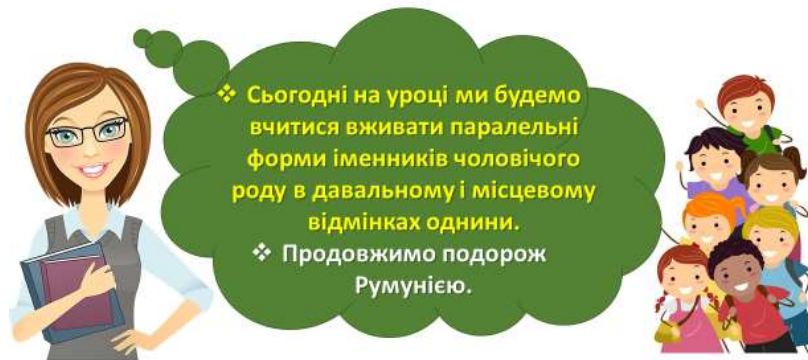 ❖ Сьогодні на уроці ми будемо
вчитися вживати паралельні
форми іменників чоловічого
роду в давальному і місцевому
відмінках однини.
❖ Продовжимо подорож
Румунією.